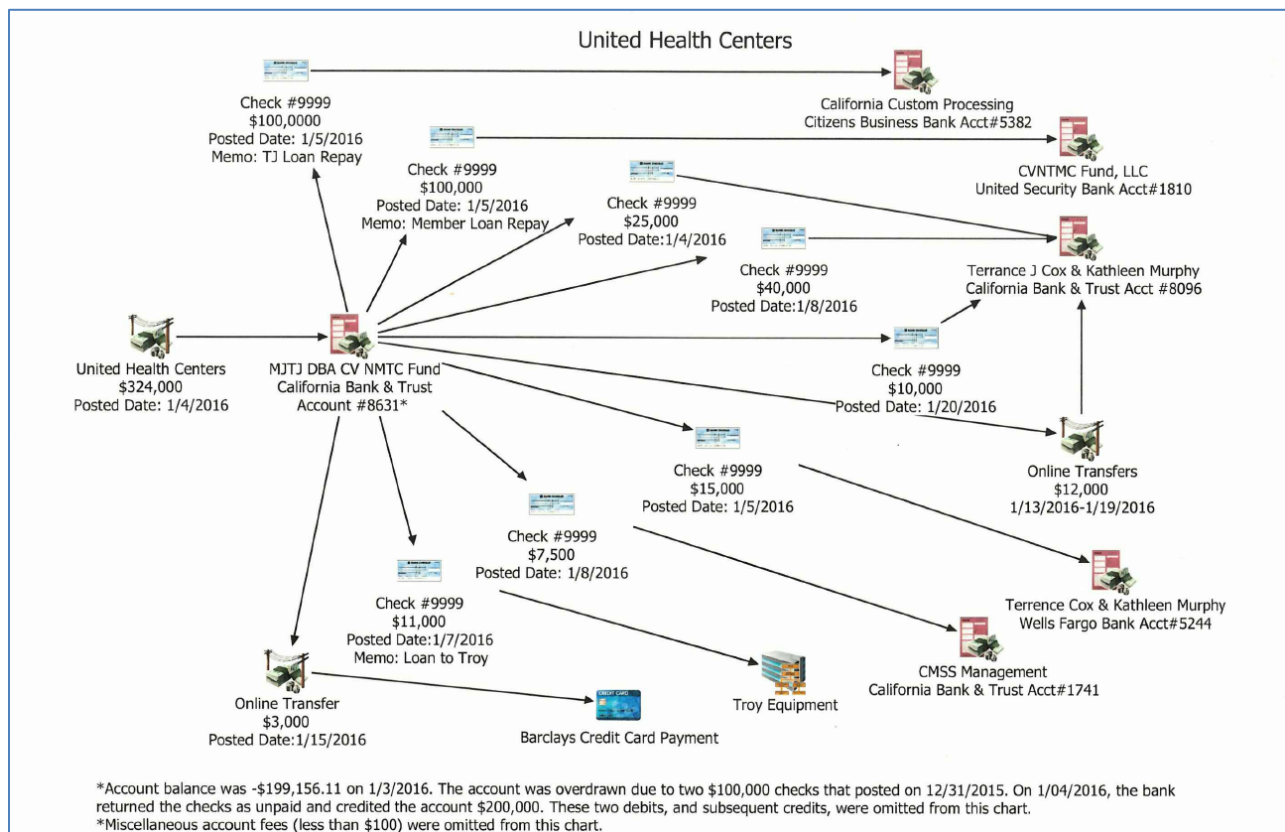 United Health Centers
Check #9999
$100,0000
Posted Date: 1/5/2016
Memo: TJ Loan Repay
California Custom Processing
Citizens Business Bank Acct#5382
Check #9999
$100,000
Posted Date: 1/5/2016
Memo: Member Loan Repay
CVNTMC Fund, LLC
United Security Bank Acct#1810
Check #9999
$25,000
Posted Date:1/4/2016
Check #9999
$40,000
Posted Date:1/8/2016
Terrance J Cox & Kathleen Murphy
California Bank & Trust Acct #8096
United Health Centers
$324,000
Posted Date: 1/4/2016
MJTJ DBA CV NMTC Fund
California Bank & Trust
Account #8631*
Check #9999
$10,000
Posted Date: 1/20/2016
Online Transfers
$12,000
1/13/2016-1/19/2016
Check #9999
$15,000
Posted Date: 1/5/2016
Check #9999
$7,500
Posted Date: 1/8/2016
Terrence Cox & Kathleen Murphy
Wells Fargo Bank Acct#5244
Check #9999
$11,000
Posted Date:1/7/2016
Memo: Loan to Troy
CMSS Management
California Bank & Trust Acct#1741
Online Transfer
$3,000
Posted Date:1/15/2016
CREDIT CARD
Barclays Credit Card Payment
Troy Equipment
*Account balance was -$199,156.11 on 1/3/2016. The account was overdrawn due to two $100,000 checks that posted on 12/31/2015. On 1/04/2016, the bank
returned the checks as unpaid and credited the account $200,000. These two debits, and subsequent credits, were omitted from this chart.
*Miscellaneous account fees (less than $100) were omitted from this chart.